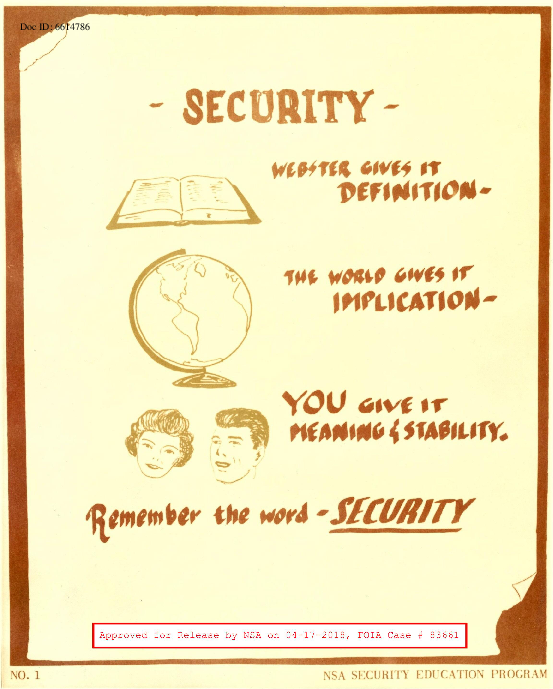 Doc ID: 6614786
- SECURITY -
WEBSTER GIVES IT
DEFINITION-
THE WORLD GIVES IT
IMPLICATION-
YOU GIVE IT
MEANING & STABILITY.
Remember the word - SECURITY
Approved for Release by NSA on 04-17-2018, FOIA Case # 83661
NO. 1
NSA SECURITY EDUCATION PROGRAM